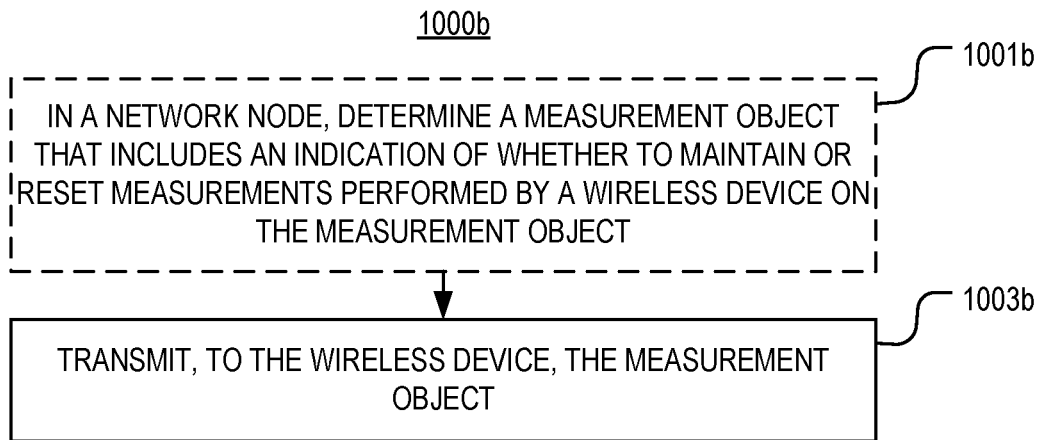 1000b
1001b
IN A NETWORK NODE, DETERMINE A MEASUREMENT OBJECT
THAT INCLUDES AN INDICATION OF WHETHER TO MAINTAIN OR
RESET MEASUREMENTS PERFORMED BY A WIRELESS DEVICE ON
THE MEASUREMENT OBJECT
1003b
TRANSMIT, TO THE WIRELESS DEVICE, THE MEASUREMENT
OBJECT